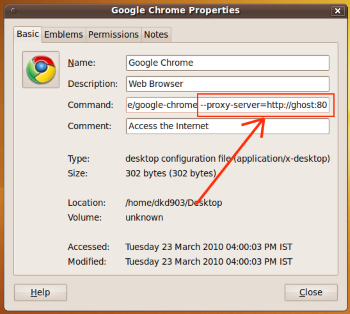 Google Chrome Properties
Basic Emblems Permissions Notes
Name: Google Chrome
Description: Web Browser
Command: e/google-chrome --proxy-server=http://ghost:80
Comment: Access the Internet
Type: desktop configuration file (application/x-desktop)
Size: 302 bytes (302 bytes)
Location: /home/dkd903/Desktop
Volume: unknown
Accessed: Tuesday 23 March 2010 04:00:03 PM IST
Modified: Tuesday 23 March 2010 04:00:03 PM IST
Help Close